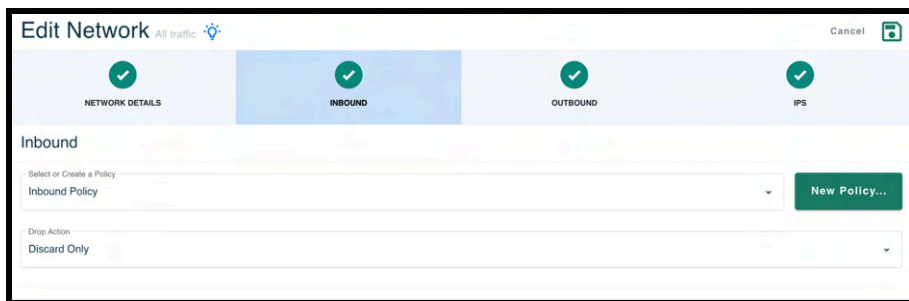 Edit Network All traffic
Cancel
NETWORK DETAILS
INBOUND
OUTBOUND
IPS
Inbound
Select or Create a Policy
Inbound Policy
New Policy...
Drop Action
Discard Only